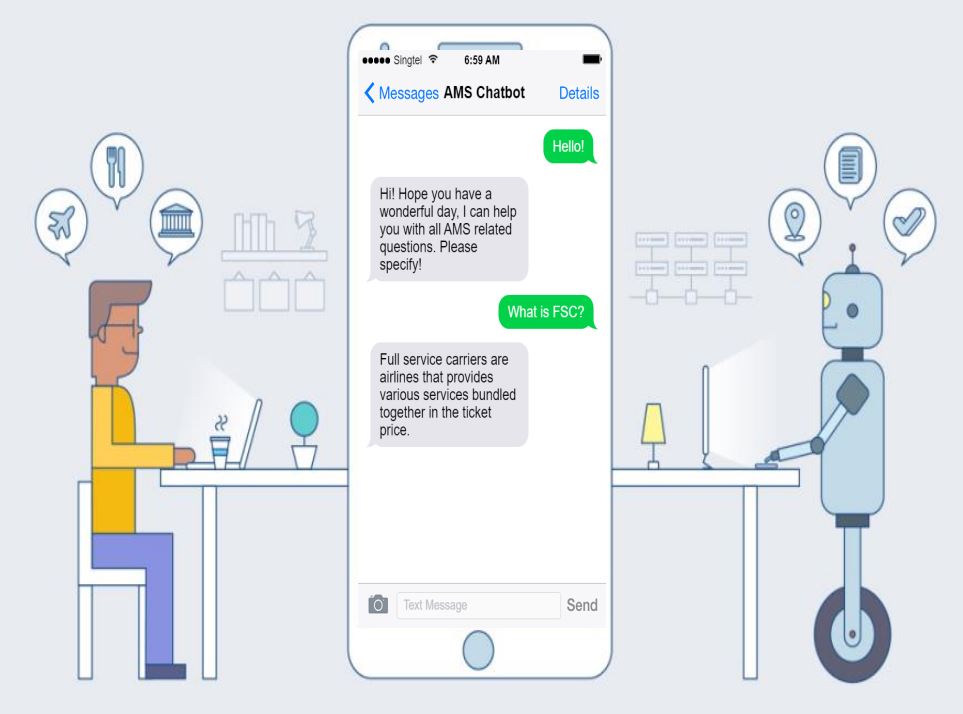 Singtel 6:59 AM
Messages AMS Chatbot Details
Hello!
Hi! Hope you have a
wonderful day, I can help
you with all AMS related
questions. Please
specify!
What is FSC?
Full service carriers are
airlines that provides
various services bundled
together in the ticket
price.
Text Message Send